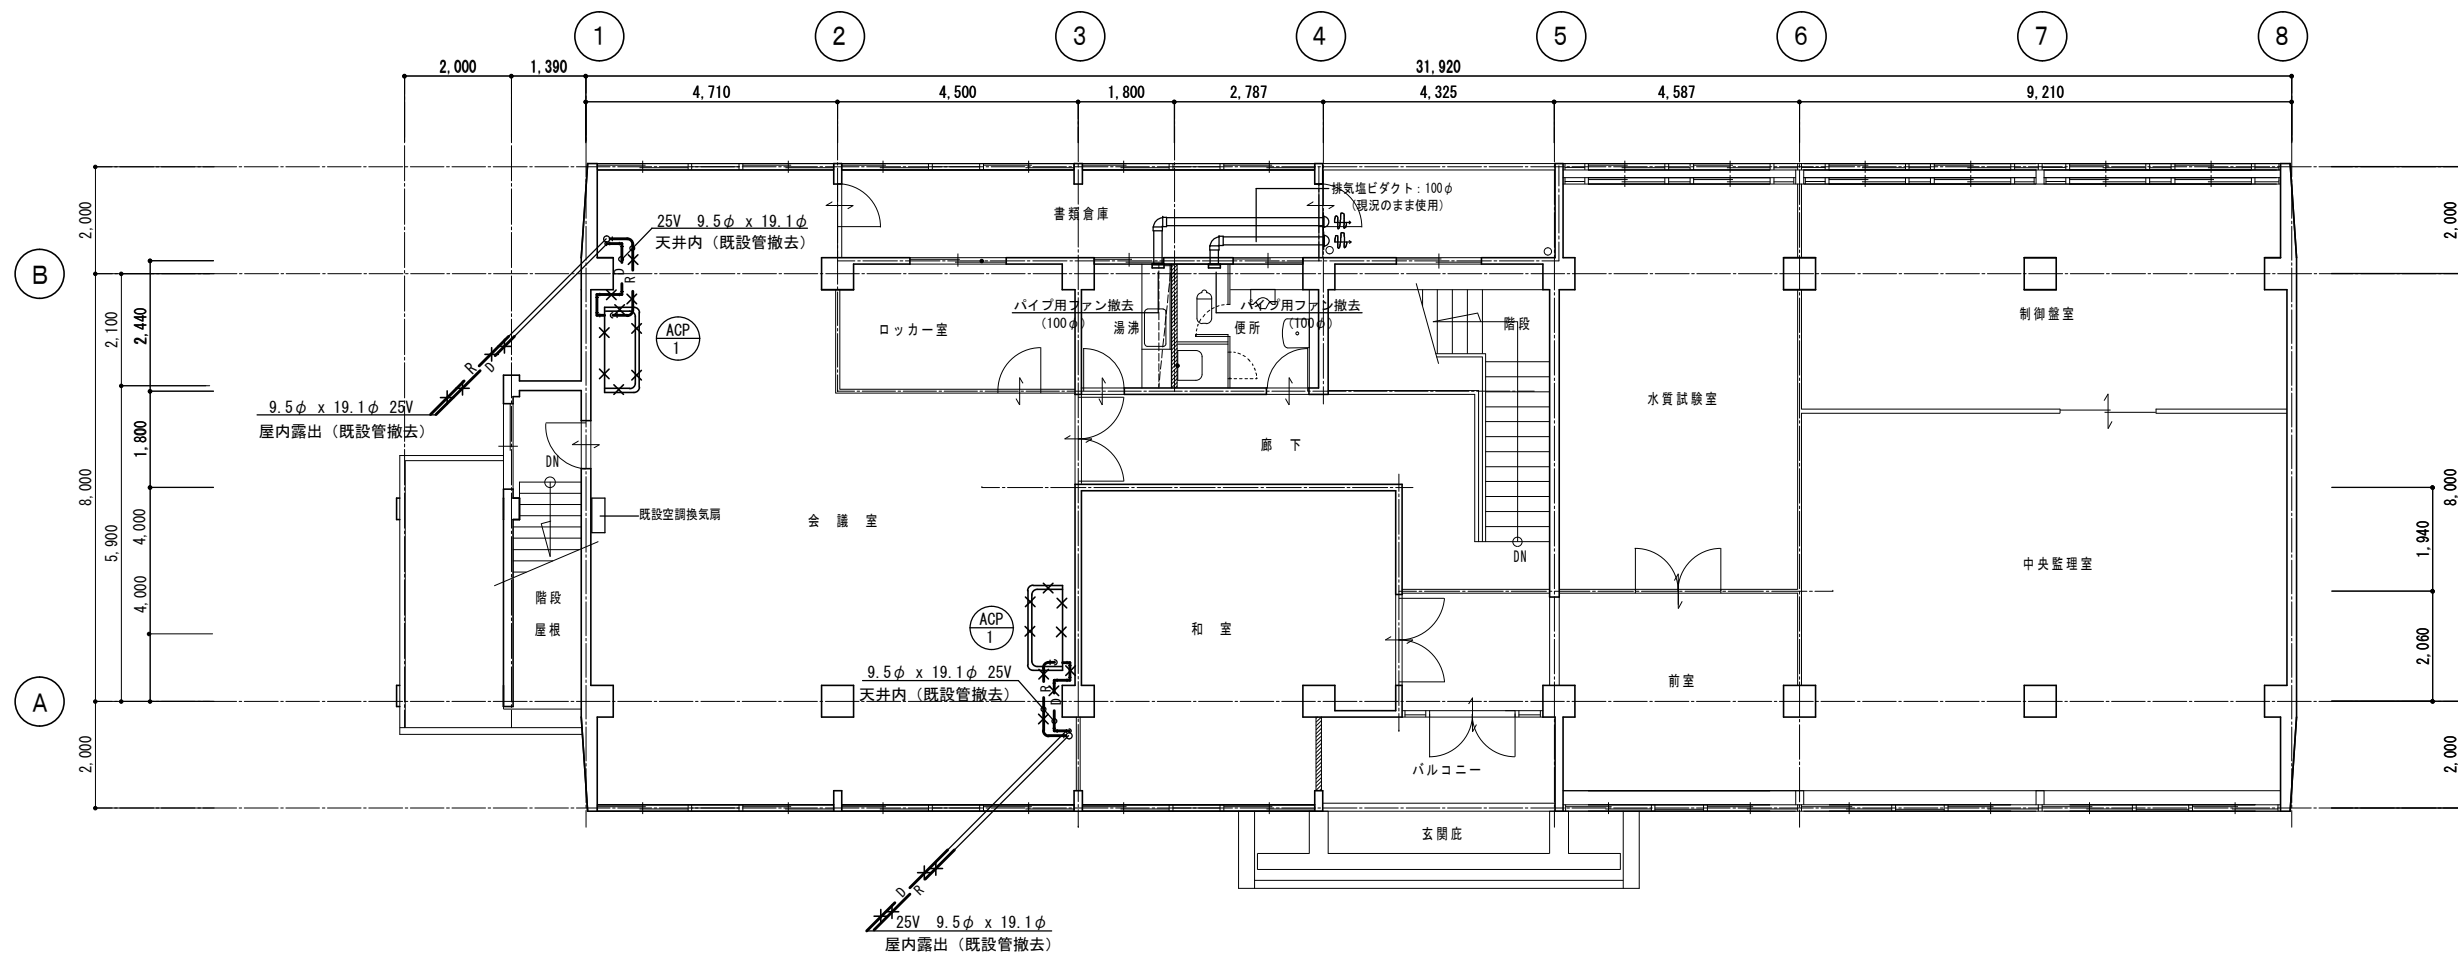 1 2 3 4 5 6 7 8
2,000 1,390 31,920
4,710 4,500 1,800 2,787 4,325 4,587 9,210
排気塩ビダクト：100φ
（現況のまま使用）
書類倉庫
25V 9.5φ x 19.1φ
天井内（既設管撤去）
2,000
2,000
B
D
R
パイプ用ファン撤去
（100φ）
パイプ用ファン撤去
（100φ）
ロッカー室
湯沸
便所
階段
制御盤室
ACP
1
2,100
2,440
R
D
9.5φ x 19.1φ 25V
屋内露出（既設管撤去）
水質試験室
1,800
廊 下
DN
8,000
5,900
4,000
4,000
既設空調換気扇
会 議 室
DN
8,000
1,940
2,060
中央監理室
階段
屋根
ACP
1
和 室
9.5φ x 19.1φ 25V
天井内（既設管撤去）
R
D
前室
A
2,000
2,000
バルコニー
玄関庇
D
R
25V 9.5φ x 19.1φ
屋内露出（既設管撤去）